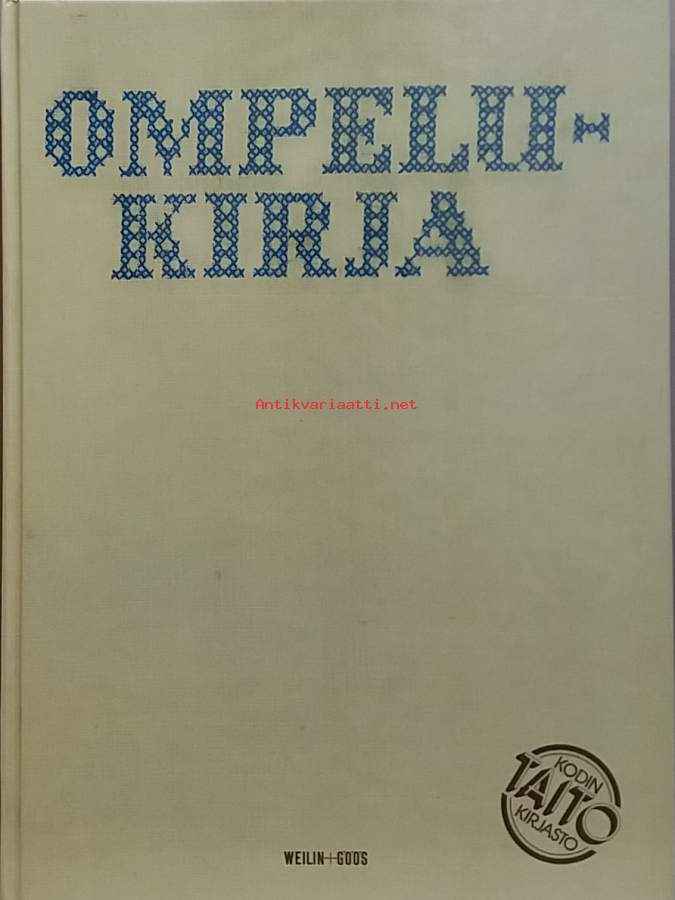 OMPELU-
KIRJA
Antikvariaatti.net
KODIN
TAITO
KIRJASTO
WEILIN+GÖÖS